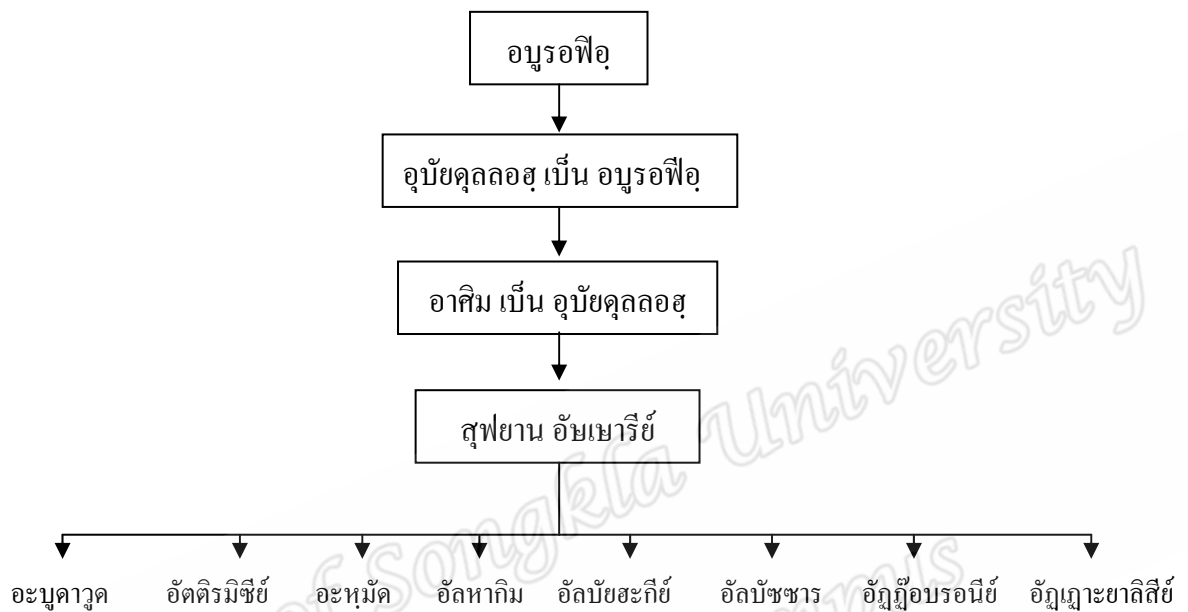 อบูรอฟิอฺ
อุบัยดุลลอฮฺ เบ็น อบูรอฟีอฺ
อาศิม เบ็น อุบัยดุลลอฮฺ
สุฟยาน อัษเษารีย์
อะบูดาวูด อัตติรมิซีย์ อะหฺมัด อัลหากิม อัลบัยฮะกีย์ อัลบัซซาร อัฏฏ๊อบรอนีย์ อัฏเฏาะยาลิสีย์
of Songkla University